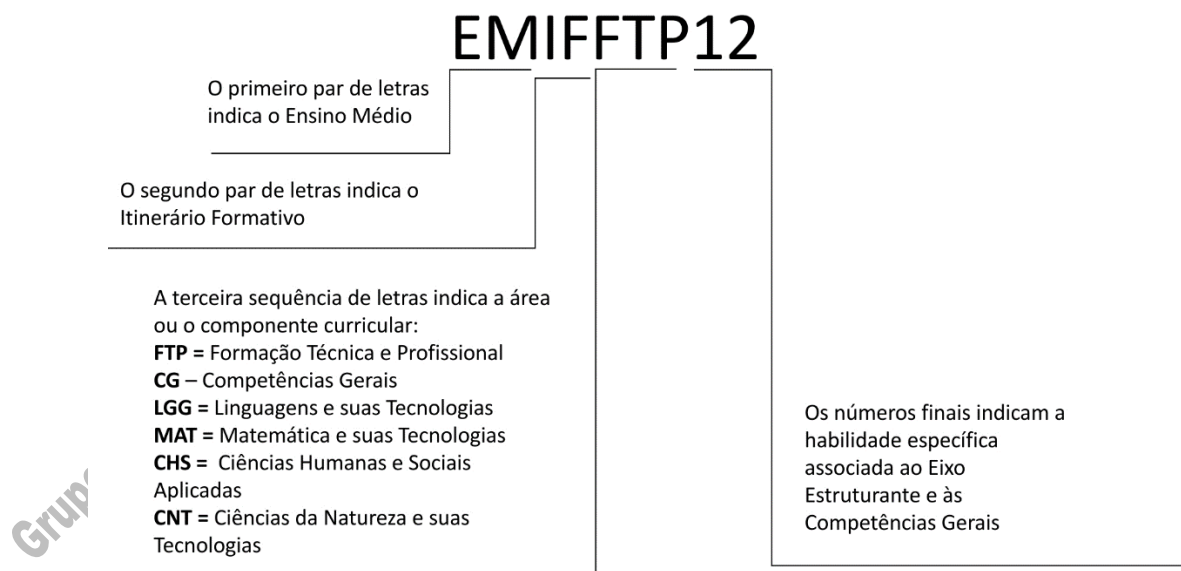 EMIFFTP12
O primeiro par de letras
indica o Ensino Médio
O segundo par de letras indica o
Itinerário Formativo
A terceira sequência de letras indica a área
ou o componente curricular:
FTP = Formação Técnica e Profissional
CG – Competências Gerais
LGG = Linguagens e suas Tecnologias
MAT = Matemática e suas Tecnologias
CHS = Ciências Humanas e Sociais
Aplicadas
CNT = Ciências da Natureza e suas
Tecnologias
Os números finais indicam a
habilidade específica
associada ao Eixo
Estruturante e às
Competências Gerais